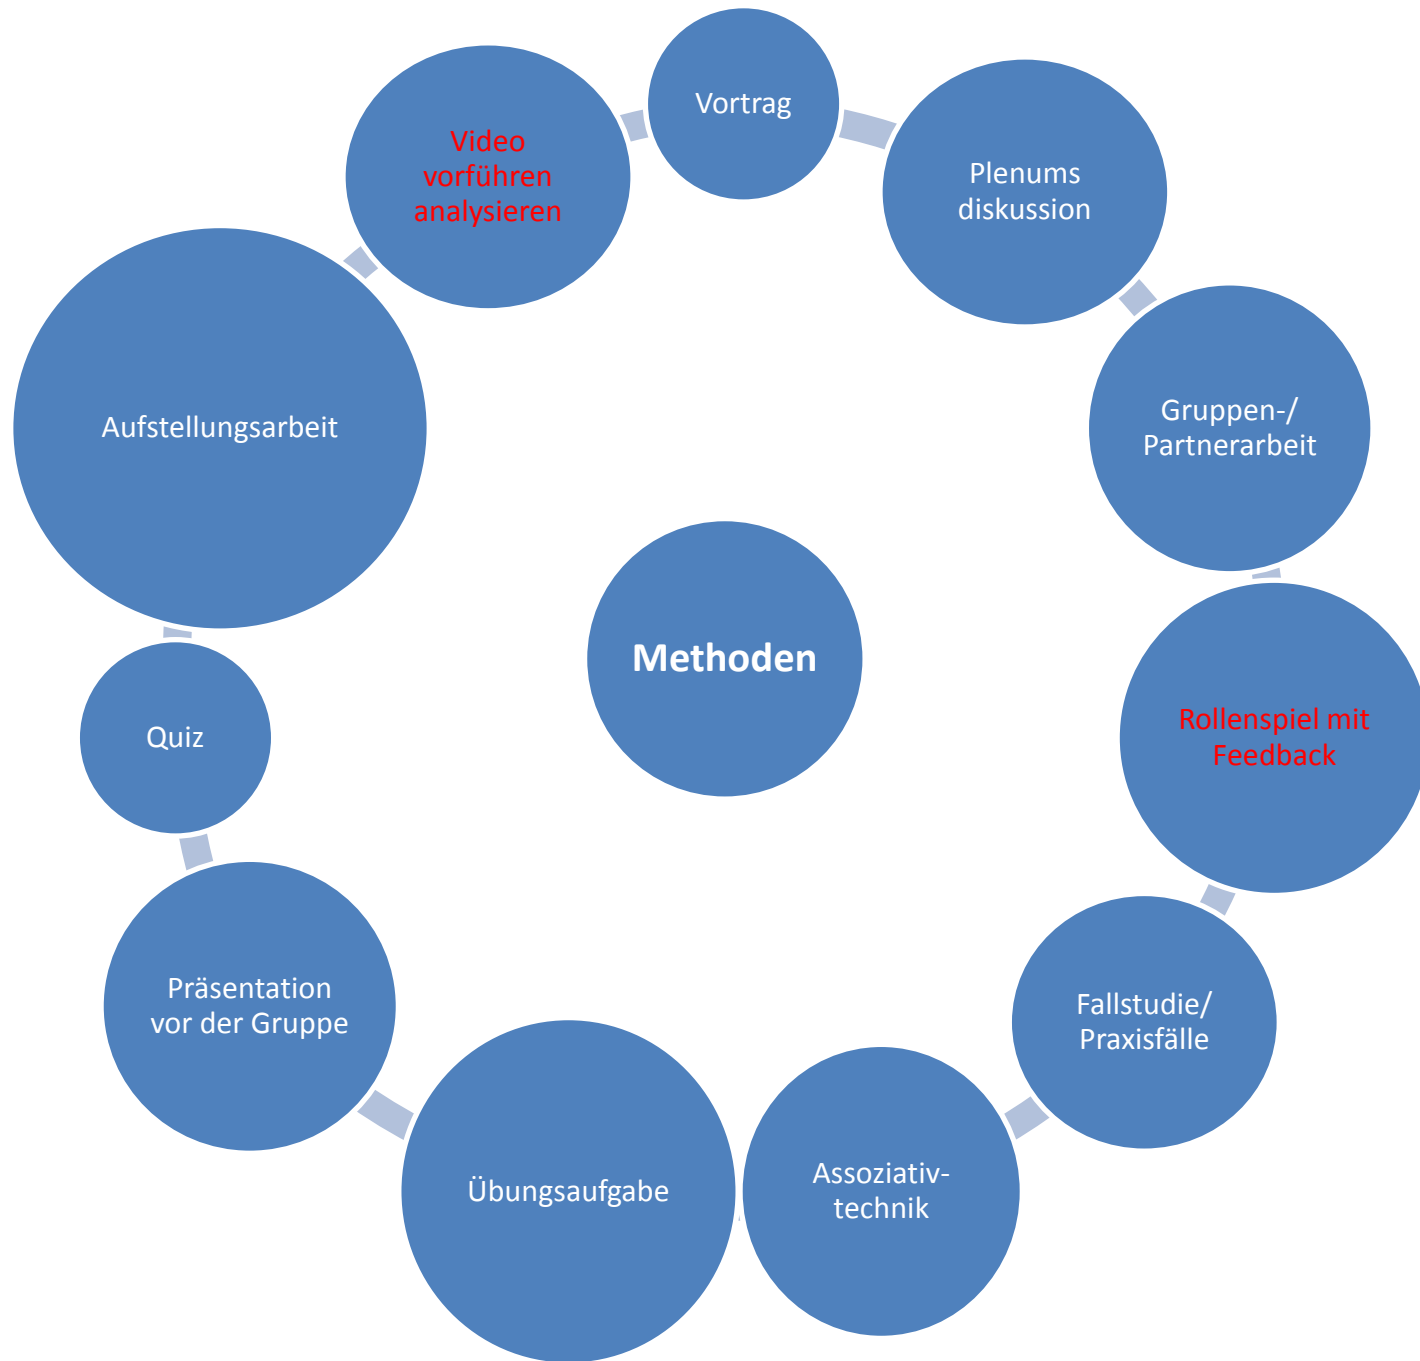 Vortrag
Plenums
diskussion
Gruppen-/
Partnerarbeit
Rollenspiel mit
Feedback
Fallstudie/
Praxisfälle
Assoziativ-
technik
Übungsaufgabe
Präsentation
vor der Gruppe
Quiz
Aufstellungsarbeit
Video
vorführen
analysieren
Methoden